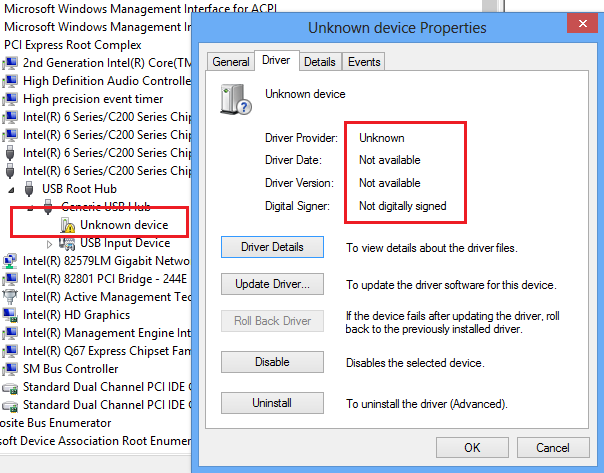 Microsoft Windows Management Interface for ACPI
Microsoft Windows Management Instrumentation
PCI Express Root Complex
2nd Generation Intel(R) Core(TM
High Definition Audio Controlle
High precision event timer
Intel(R) 6 Series/C200 Series Chip
Intel(R) 6 Series/C200 Series Chip
Intel(R) 6 Series/C200 Series Chip
Intel(R) 6 Series/C200 Series Chip
USB Root Hub
Generic USB Hub
Unknown device
USB Input Device
Intel(R) 82579LM Gigabit Networ
Intel(R) 82801 PCI Bridge - 244E
Intel(R) Active Management Tec
Intel(R) HD Graphics
Intel(R) Management Engine Int
Intel(R) Q67 Express Chipset Fam
SM Bus Controller
Standard Dual Channel PCI IDE C
Standard Dual Channel PCI IDE C
osite Bus Enumerator
soft Device Association Root Enumer
Unknown device Properties
General Driver Details Events
Unknown device
Driver Provider: Unknown
Driver Date: Not available
Driver Version: Not available
Digital Signer: Not digitally signed
Driver Details To view details about the driver files.
Update Driver... To update the driver software for this device.
Roll Back Driver If the device fails after updating the driver, roll
back to the previously installed driver.
Disable Disables the selected device.
Uninstall To uninstall the driver (Advanced).
OK Cancel